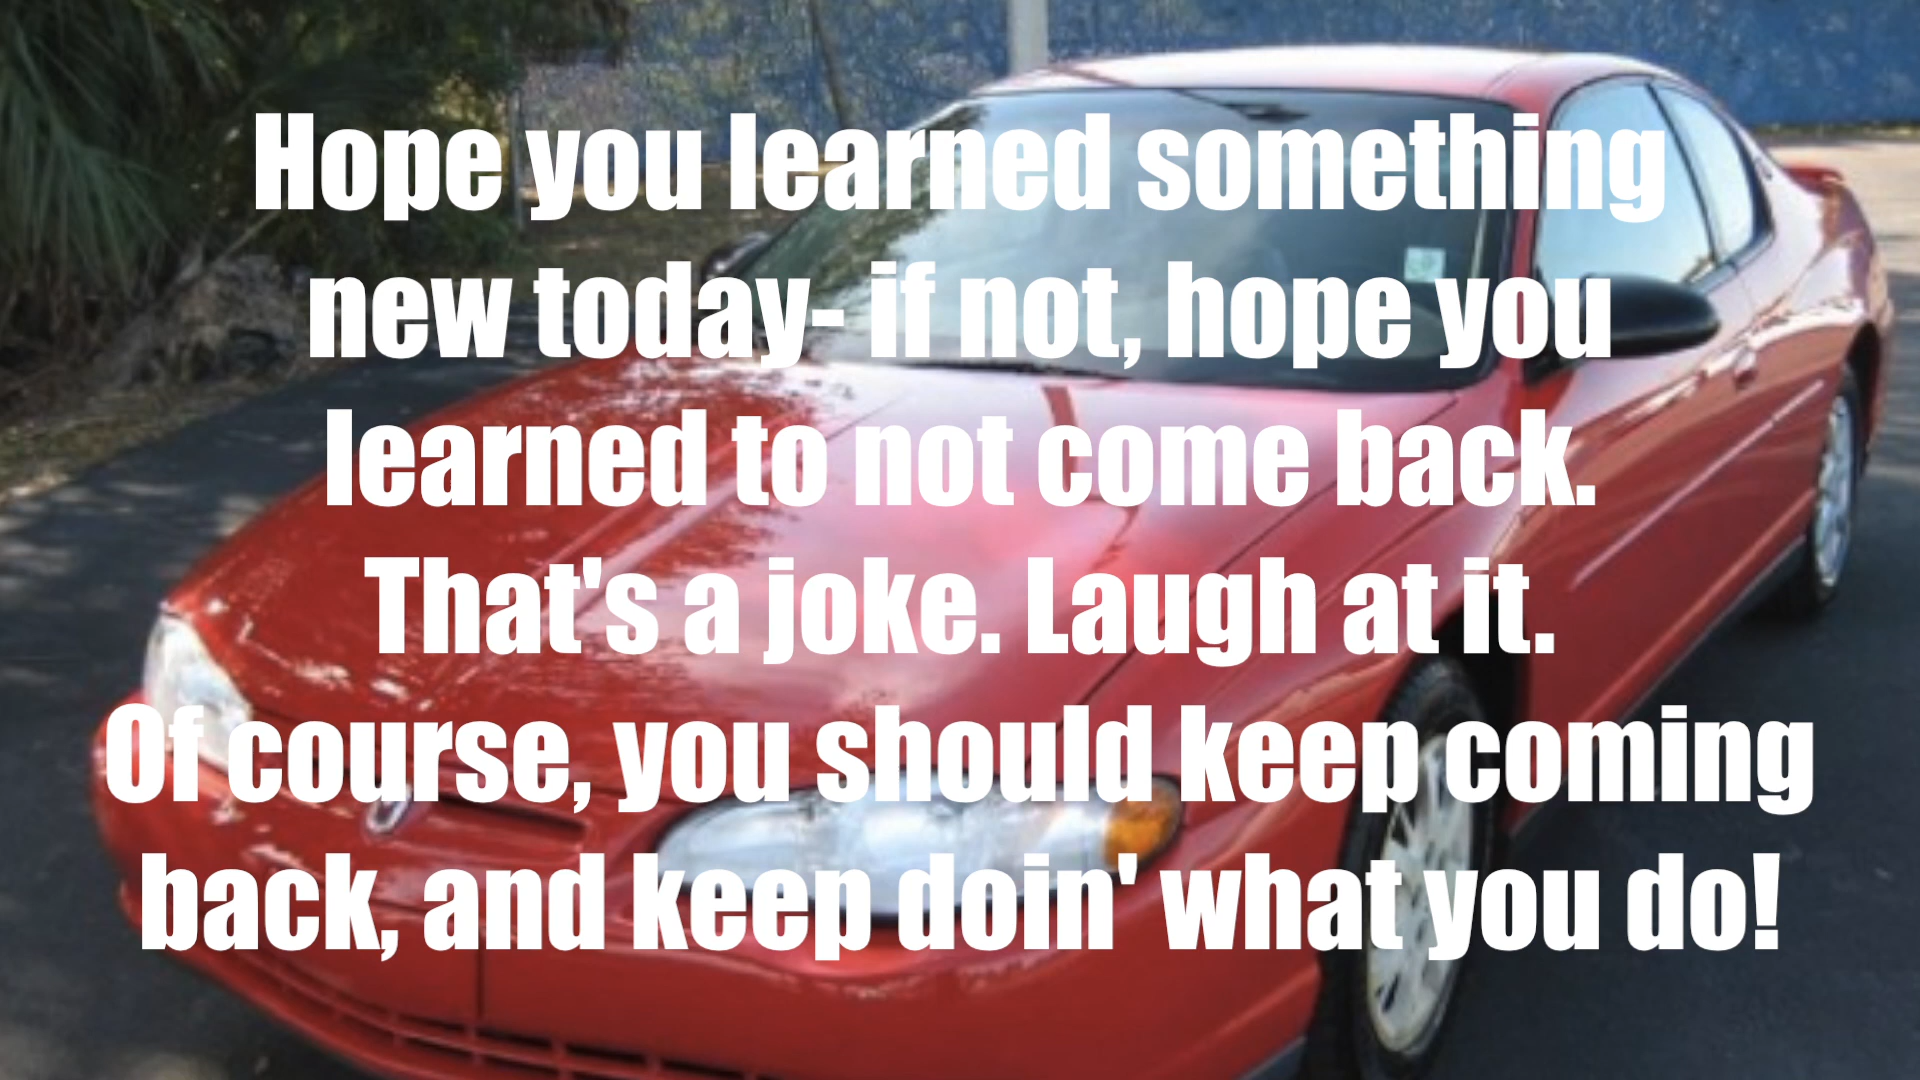 Hope you learned something
new today- if not, hope you
learned to not come back.
That's a joke. Laugh at it.
Of course, you should keep coming
back, and keep doin' what you do!